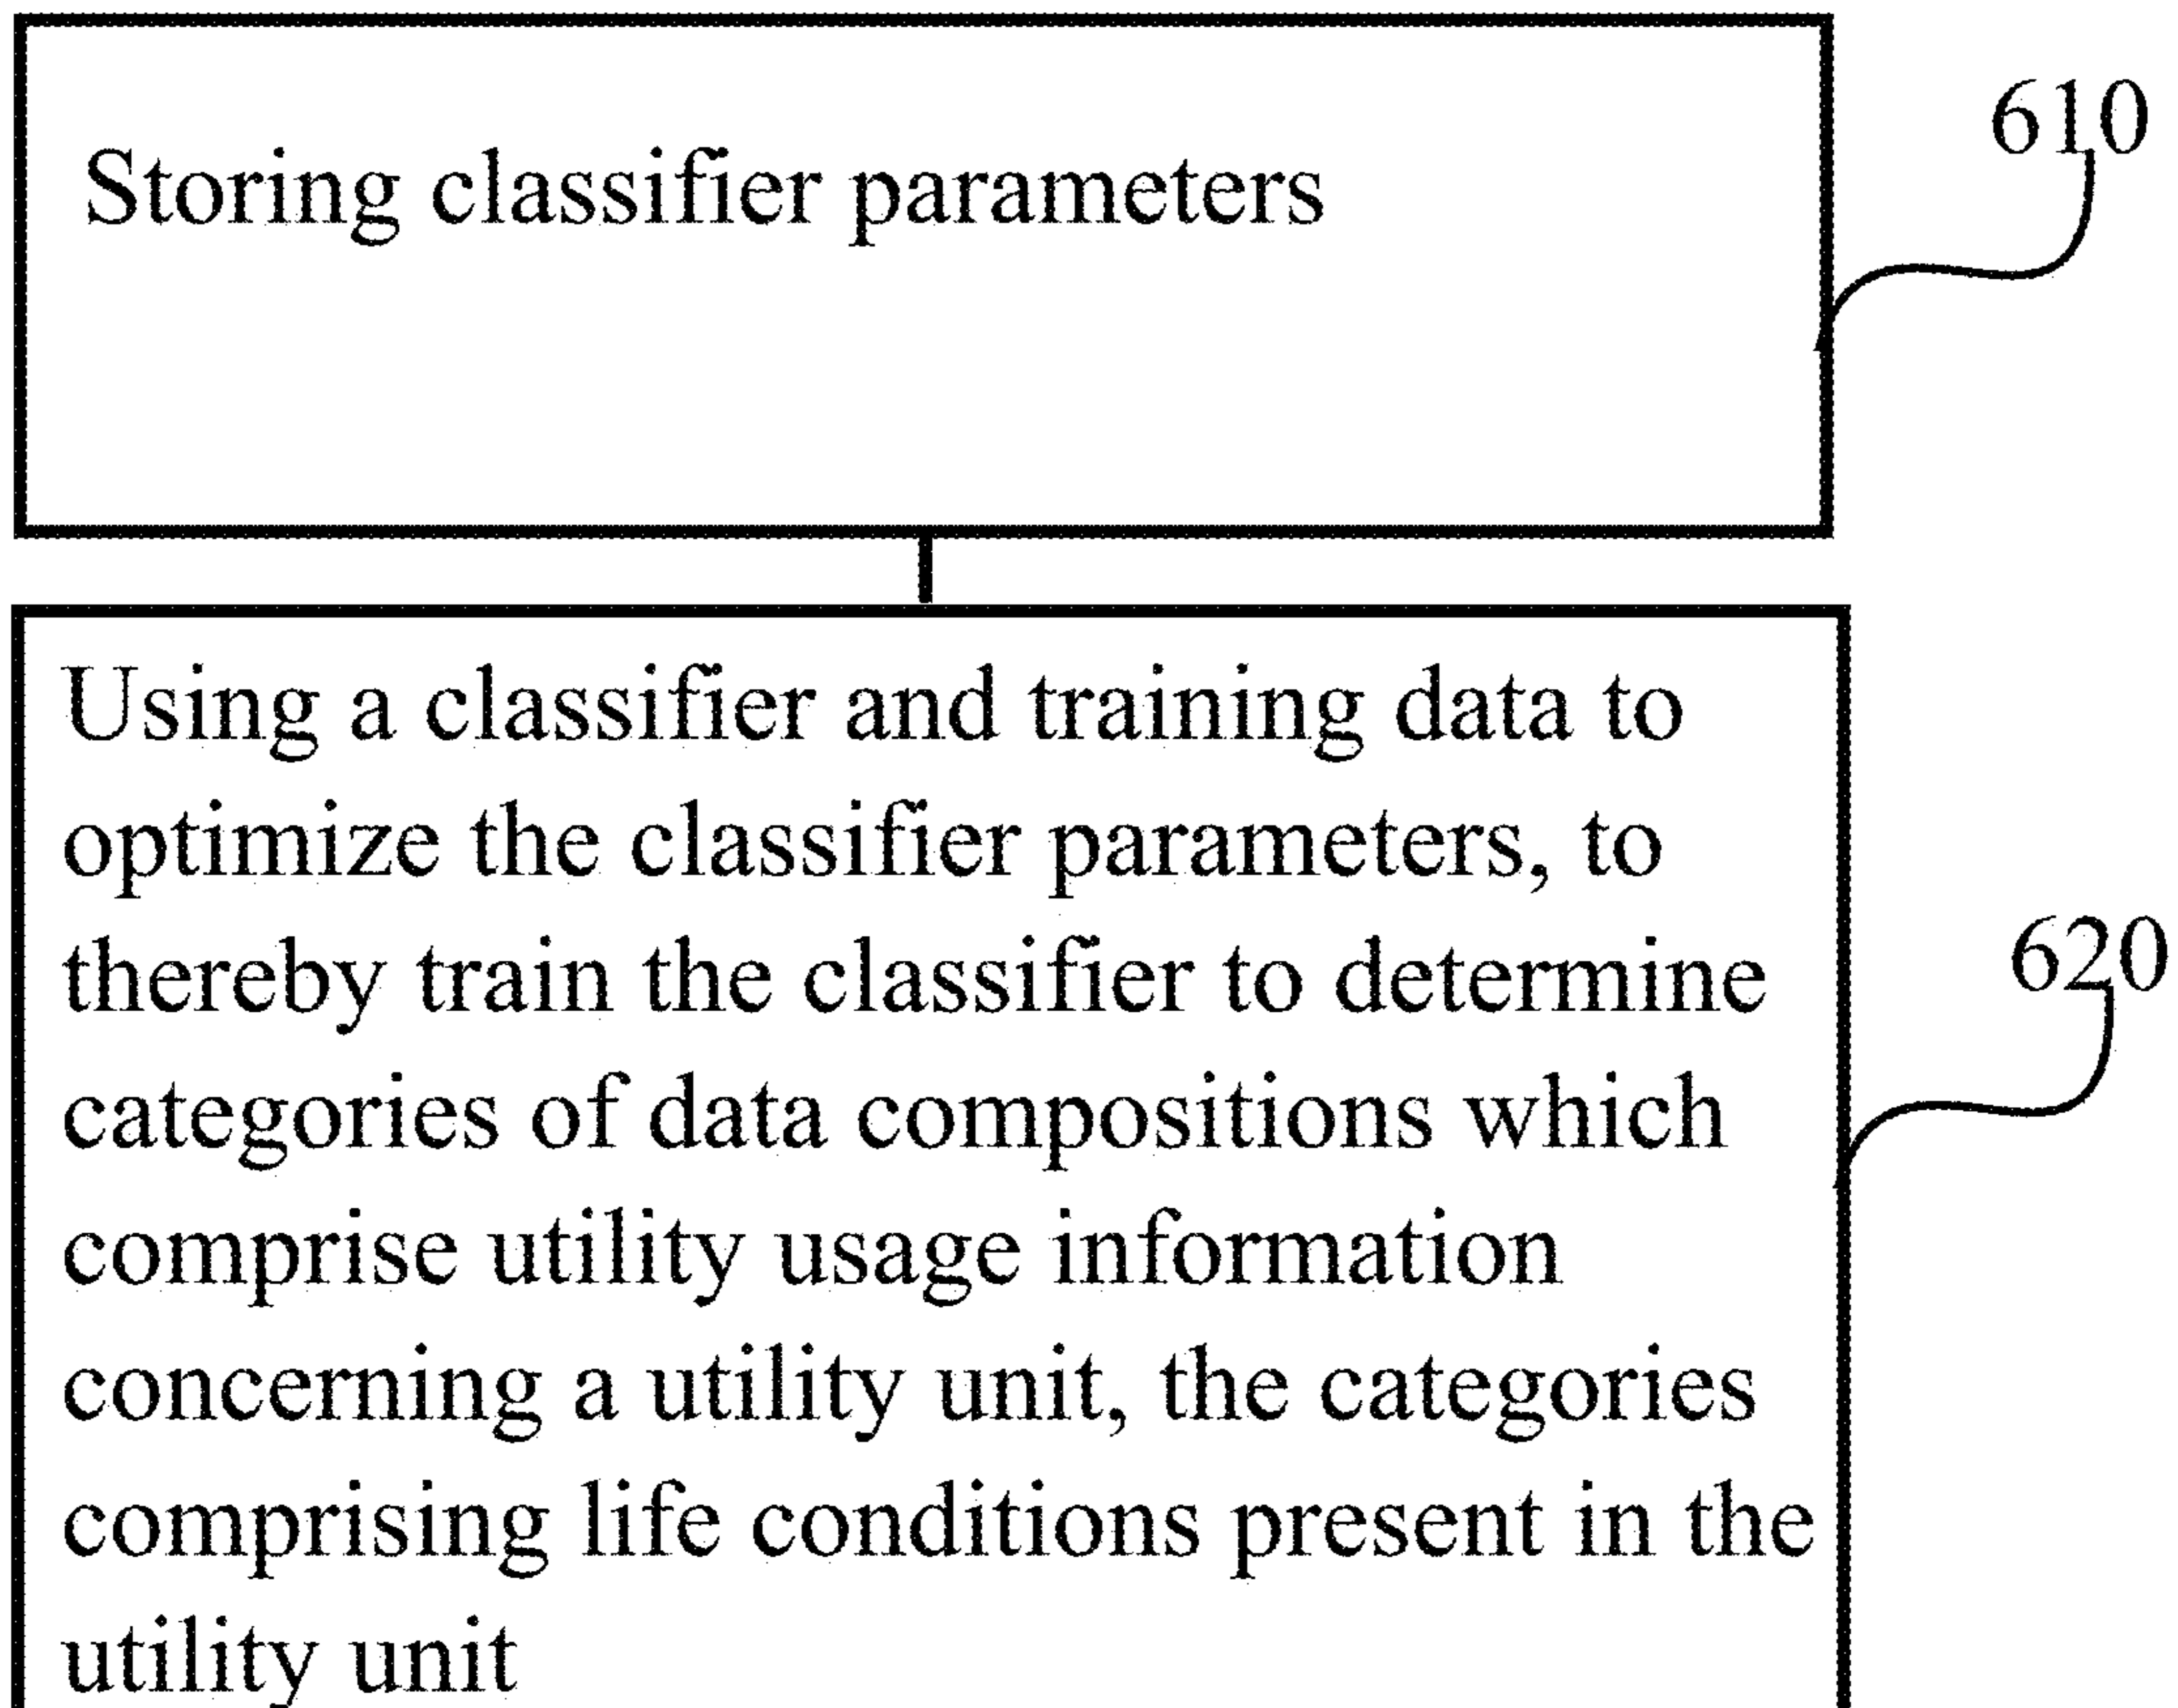 610
Storing classifier parameters
Using a classifier and training data to
optimize the classifier parameters, to
thereby train the classifier to determine
620
categories of data compositions which
comprise utility usage information
concerning a utility unit, the categories
comprising life conditions present in the
utility unit